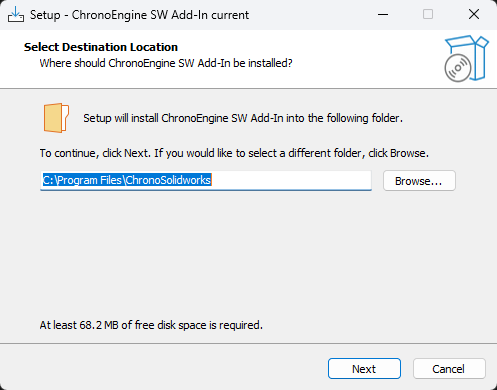 Setup - ChronoEngine SW Add-In current
Select Destination Location
Where should ChronoEngine SW Add-In be installed?
Setup will install ChronoEngine SW Add-In into the following folder.
To continue, click Next. If you would like to select a different folder, click Browse.
C:\Program Files\ChronoSolidworks
Browse...
At least 68.2 MB of free disk space is required.
Next
Cancel